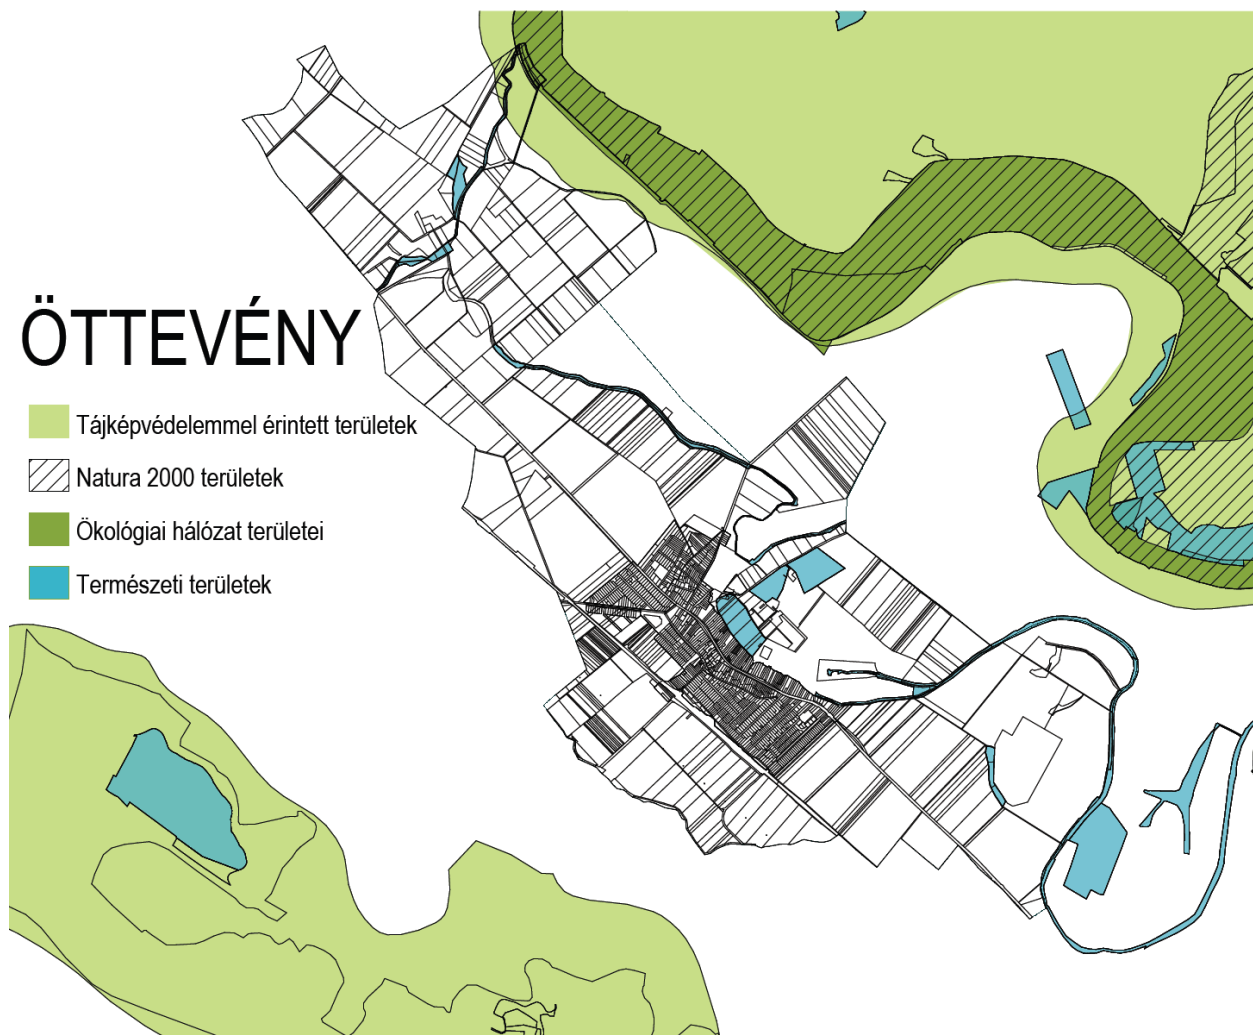 ÖTTEVÉNY
Tájképvédelemmel érintett területek
Natura 2000 területek
Ökológiai hálózat területei
Természeti területek